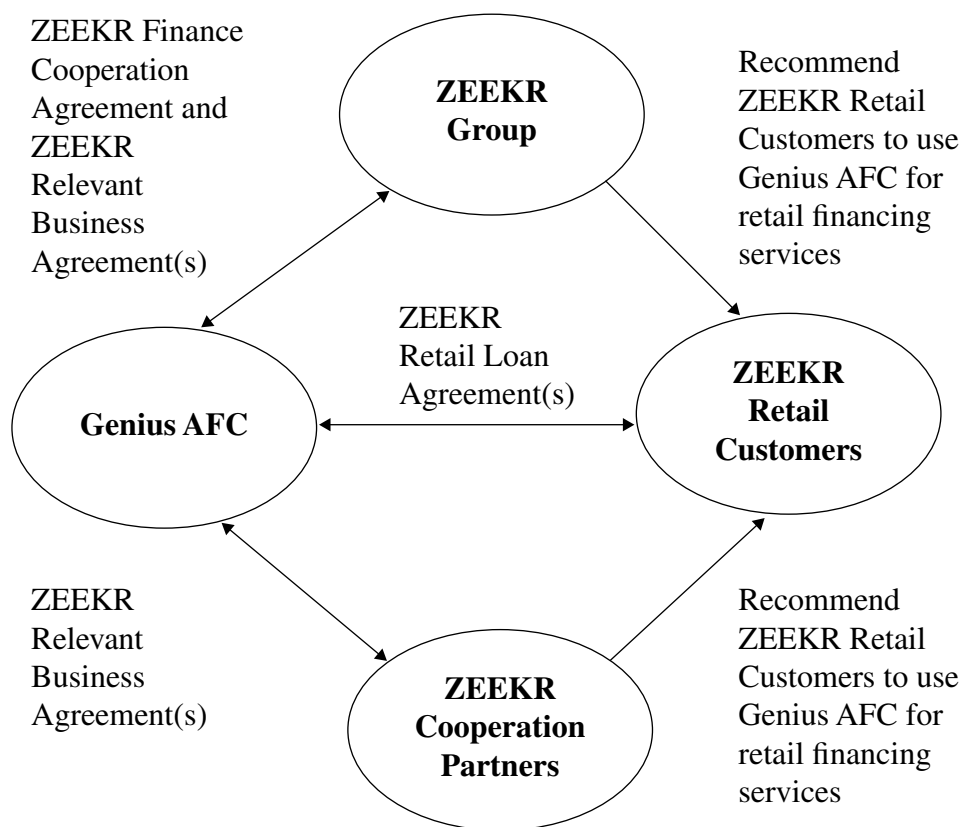 ZEEKR Finance
Cooperation
Agreement and
ZEEKR
Relevant
Business
Agreement(s)
ZEEKR
Group
Recommend
ZEEKR Retail
Customers to use
Genius AFC for
retail financing
services
Genius AFC
ZEEKR
Retail Loan
Agreement(s)
ZEEKR
Retail
Customers
ZEEKR
Relevant
Business
Agreement(s)
ZEEKR
Cooperation
Partners
Recommend
ZEEKR Retail
Customers to use
Genius AFC for
retail financing
services